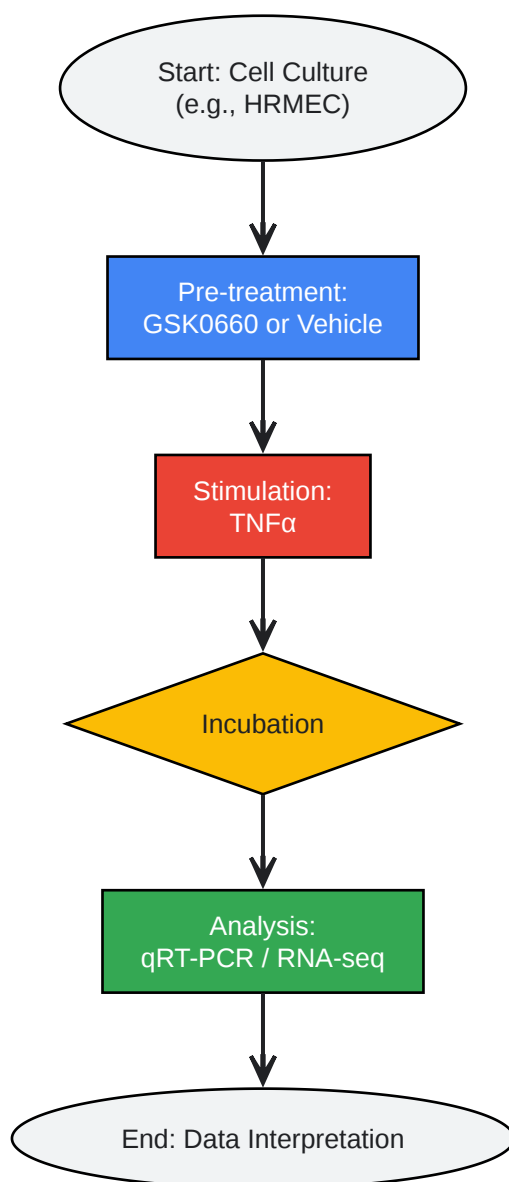 Start: Cell Culture
(e.g., HRMEC)
Pre-treatment:
GSK0660 or Vehicle
Stimulation:
TNFα
Incubation
Analysis:
qRT-PCR / RNA-seq
End: Data Interpretation